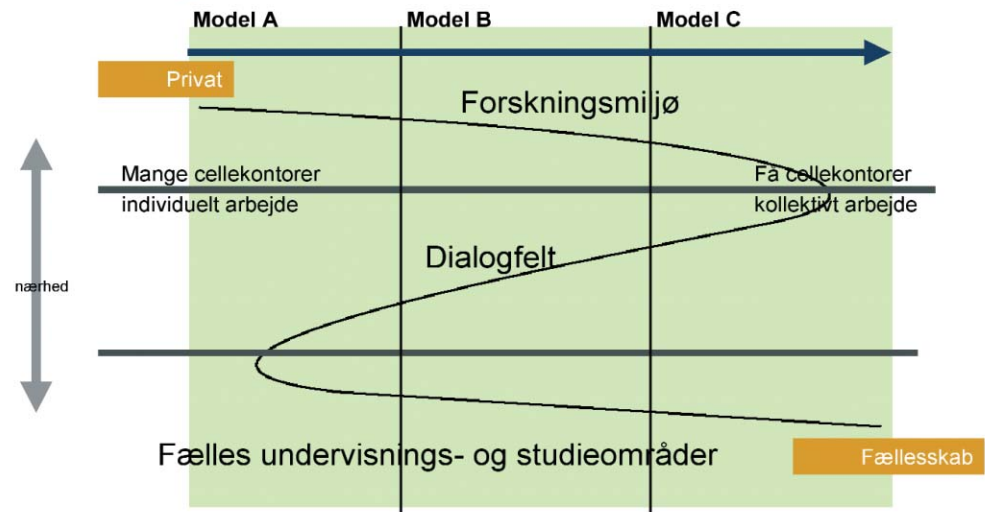 Model A
Model B
Model C
Privat
Forskningsmiljø
Mange cellekontorer
individuelt arbejde
Få cellekontorer
kollektivt arbejde
Dialogfelt
nærhed
Fælles undervisnings- og studieområder
Fællesskab